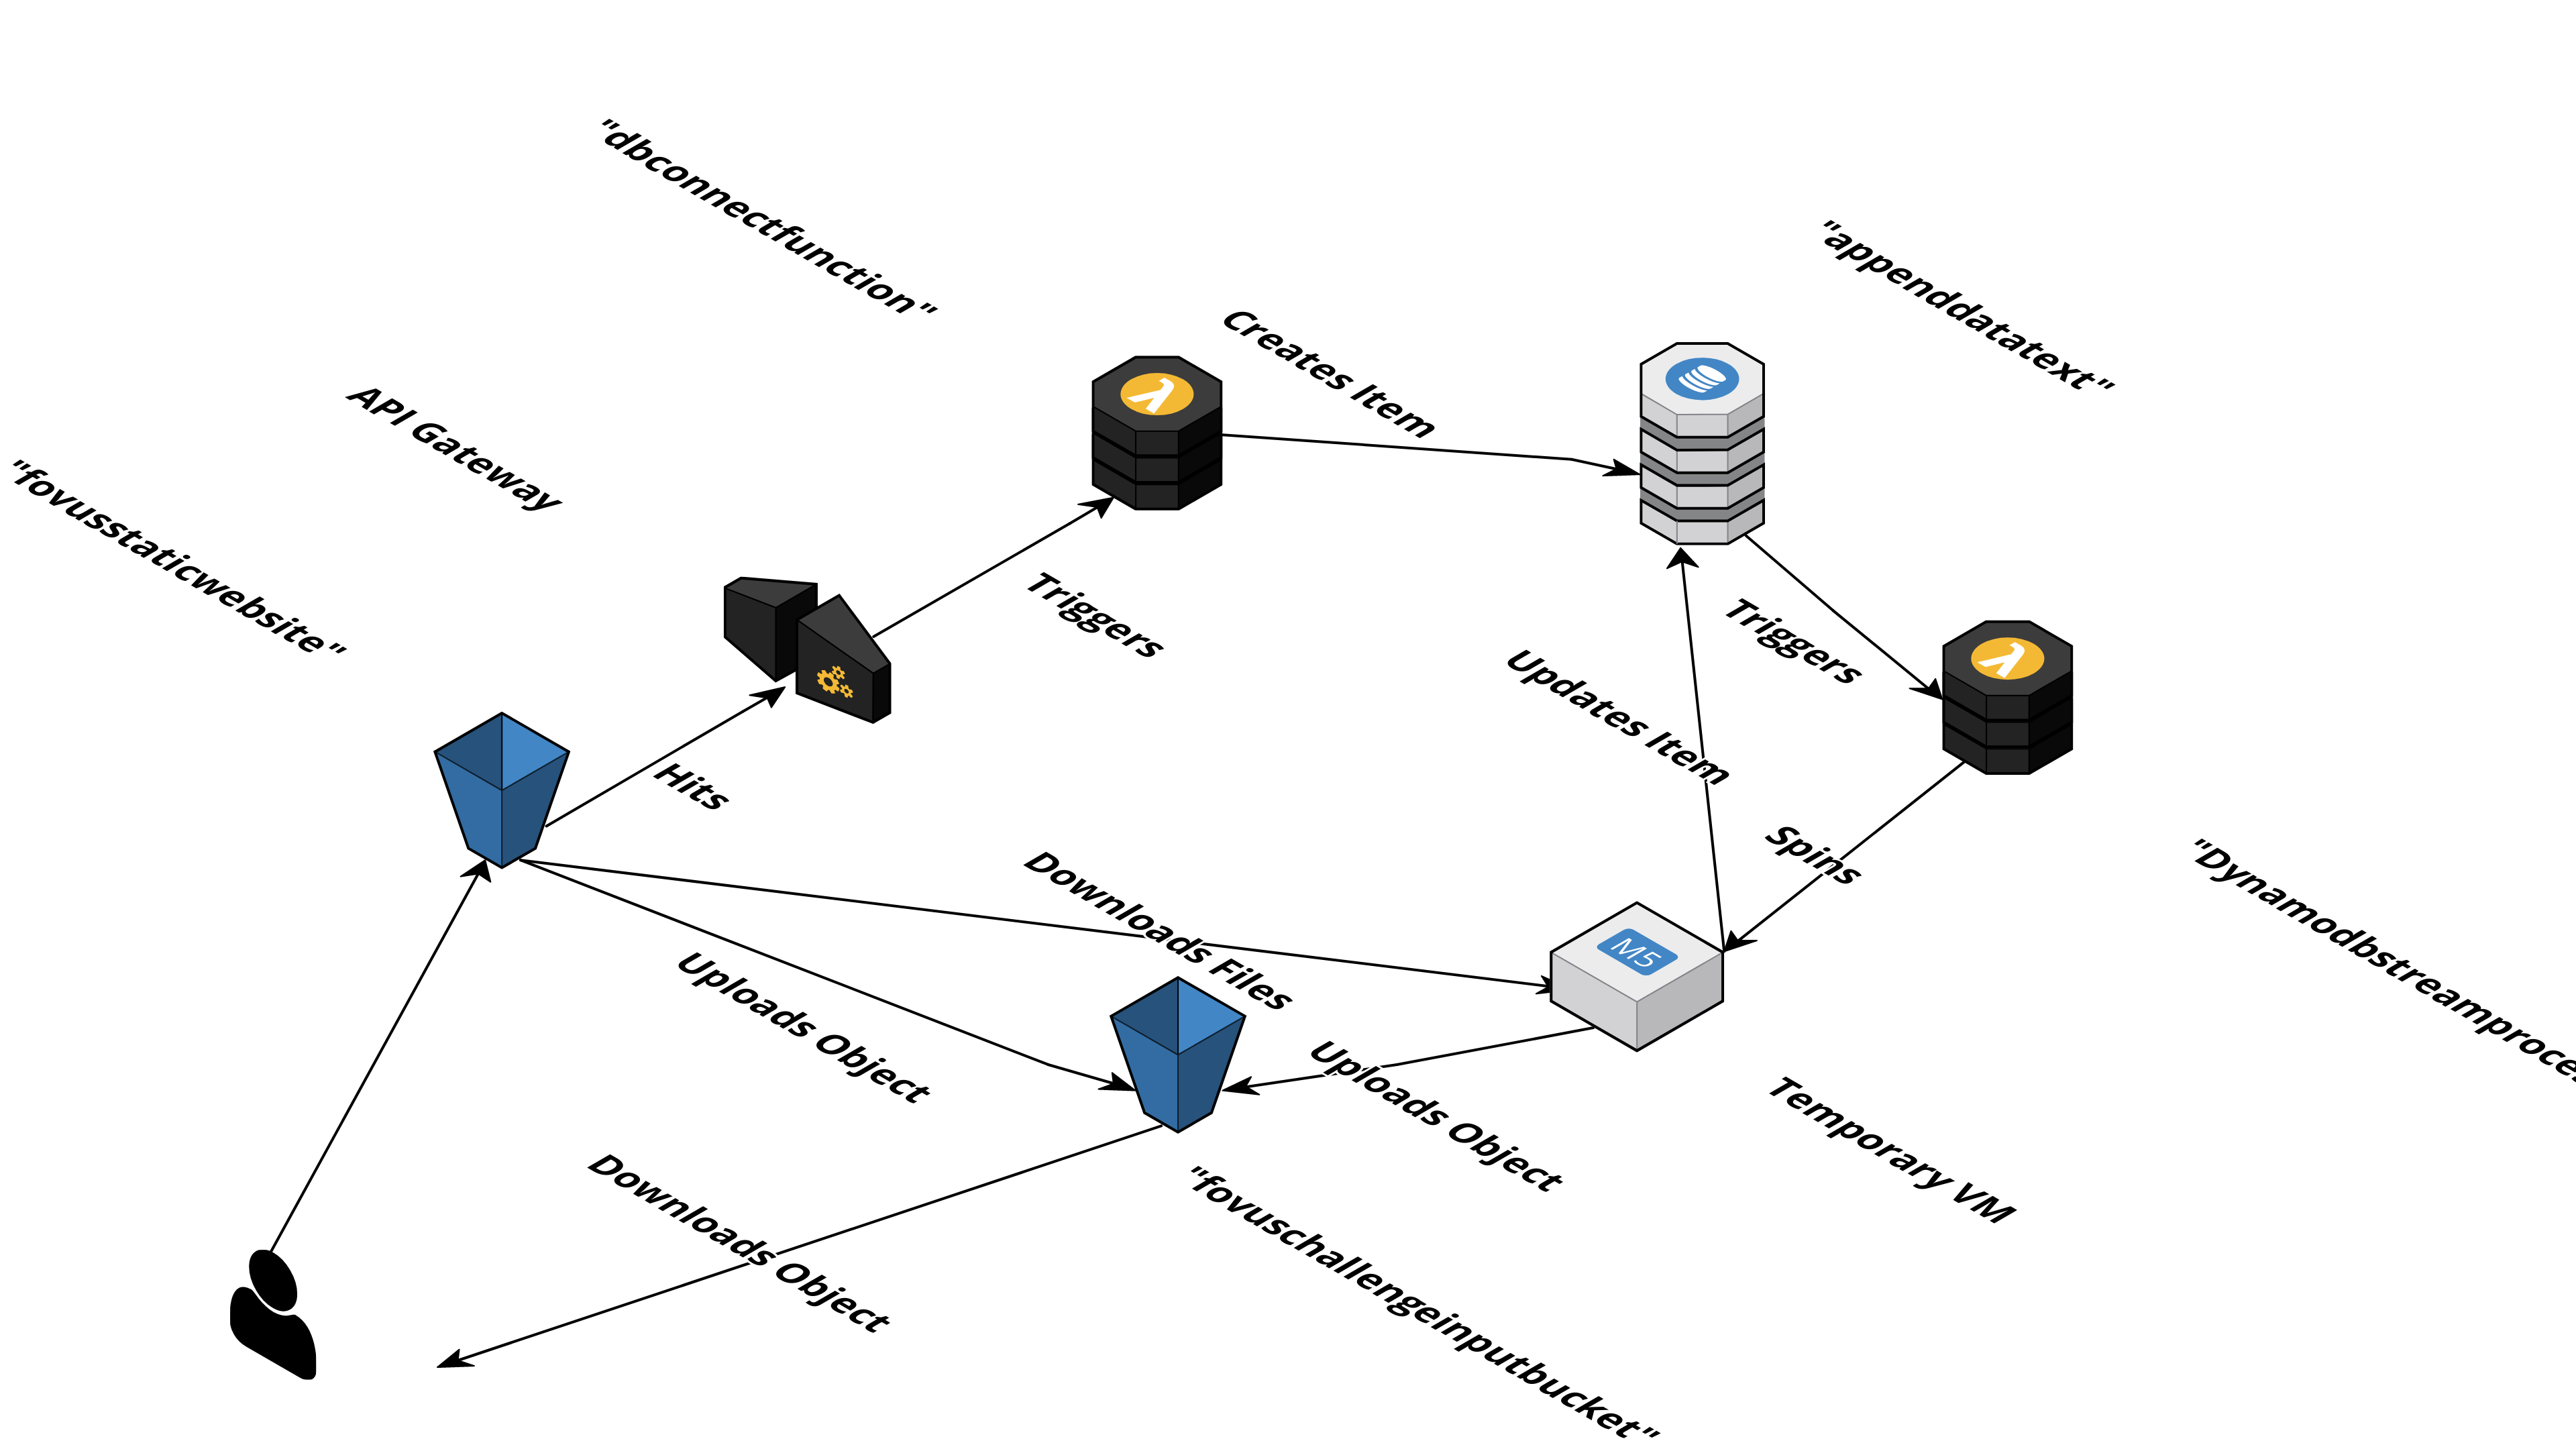 "dbconnectfunction"
"appenddatatext"
Creates Item
API Gateway
"fovusstaticwebsite"
Triggers
Triggers
Updates Item
Hits
Spins
Downloads Files
"Dynamodbstreamproce
M5
Uploads Object
Uploads Object
Temporary VM
Downloads Object
"fovuschallengeinputbucket"